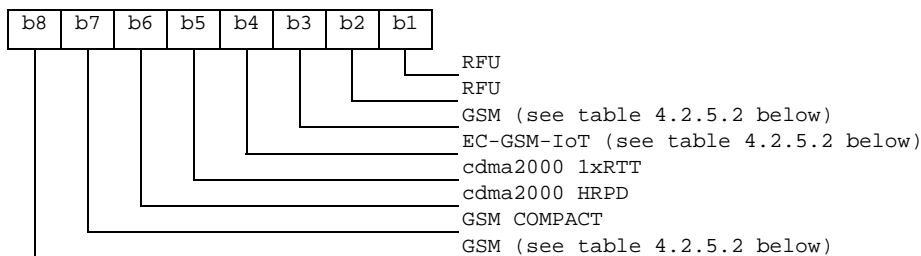 b8 b7 b6 b5 b4 b3 b2 b1
RFU
RFU
GSM (see table 4.2.5.2 below)
EC-GSM-IoT (see table 4.2.5.2 below)
cdma2000 1xRTT
cdma2000 HRPD
GSM COMPACT
GSM (see table 4.2.5.2 below)